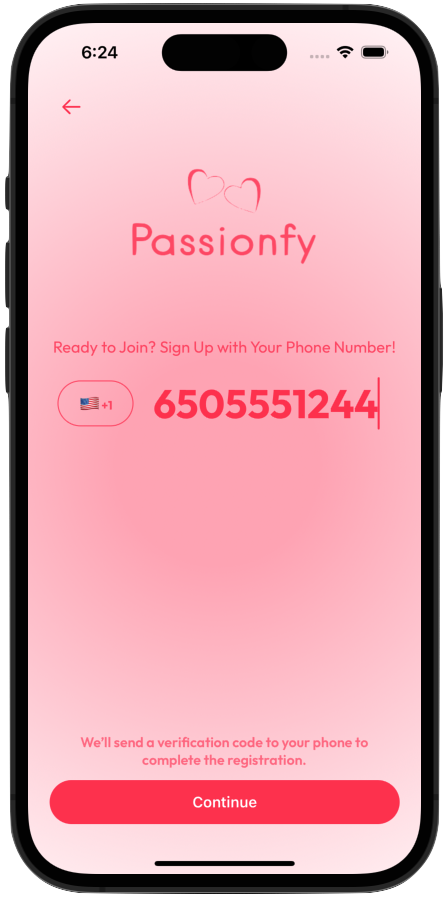 6:24
Passionfy
Ready to Join? Sign Up with Your Phone Number!
+1 6505551244
We'll send a verification code to your phone to
complete the registration.
Continue